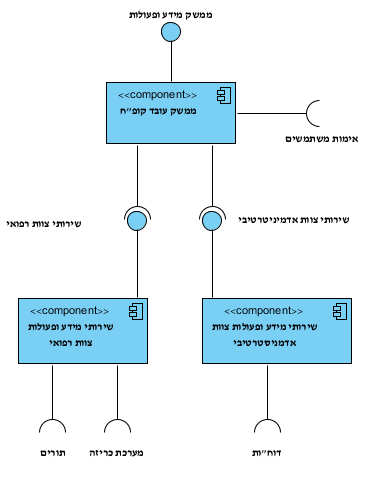 ממשק מידע ופעולות
<<component>>
ממשק עובד קופ"ח
אימות משתמשים
שירותי צוות רפואי
שירותי צוות אדמיניטרטיבי
<<component>>
שירותי מידע ופעולות
צוות רפואי
<<component>>
שירותי מידע ופעולות צוות
אדמניסטרטיבי
תורים
מערכת כריזה
דוח"ות